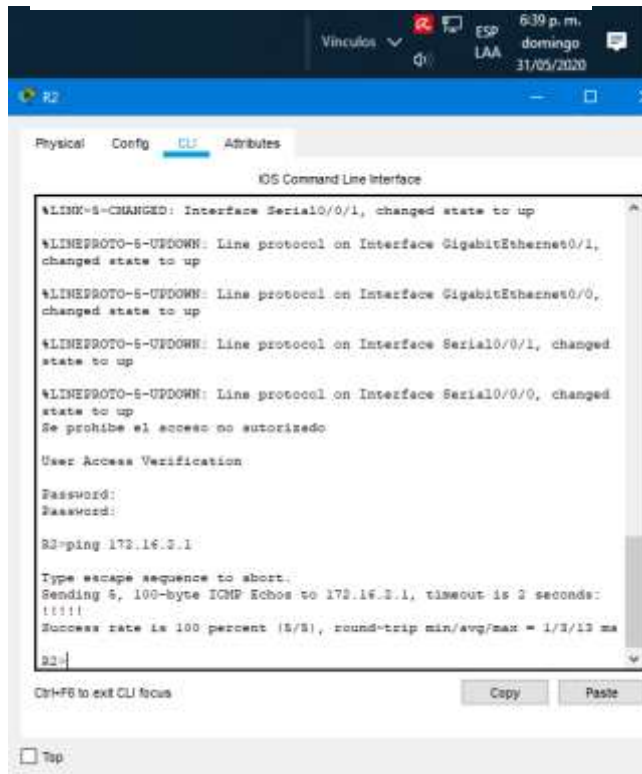 Vínculos
ESP
LAA
6:39 p. m.
domingo
31/05/2020
R2
Physical Config CLI Attributes
IOS Command Line Interface
%LINK-5-CHANGED: Interface Serial0/0/1, changed state to up
%LINEPROTO-5-UPDOWN: Line protocol on Interface GigabitEthernet0/1,
changed state to up
%LINEPROTO-5-UPDOWN: Line protocol on Interface GigabitEthernet0/0,
changed state to up
%LINEPROTO-5-UPDOWN: Line protocol on Interface Serial0/0/1, changed
state to up
%LINEPROTO-5-UPDOWN: Line protocol on Interface Serial0/0/0, changed
state to up
Se prohibe el acceso no autorizado
User Access Verification
Password:
Password:
R2>ping 172.16.2.1
Type escape sequence to abort.
Sending 5, 100-byte ICMP Echos to 172.16.2.1, timeout is 2 seconds:
!!!!!
Success rate is 100 percent (5/5), round-trip min/avg/max = 1/3/13 ms
R2>
Ctrl+F6 to exit CLI focus
Copy Paste
Top